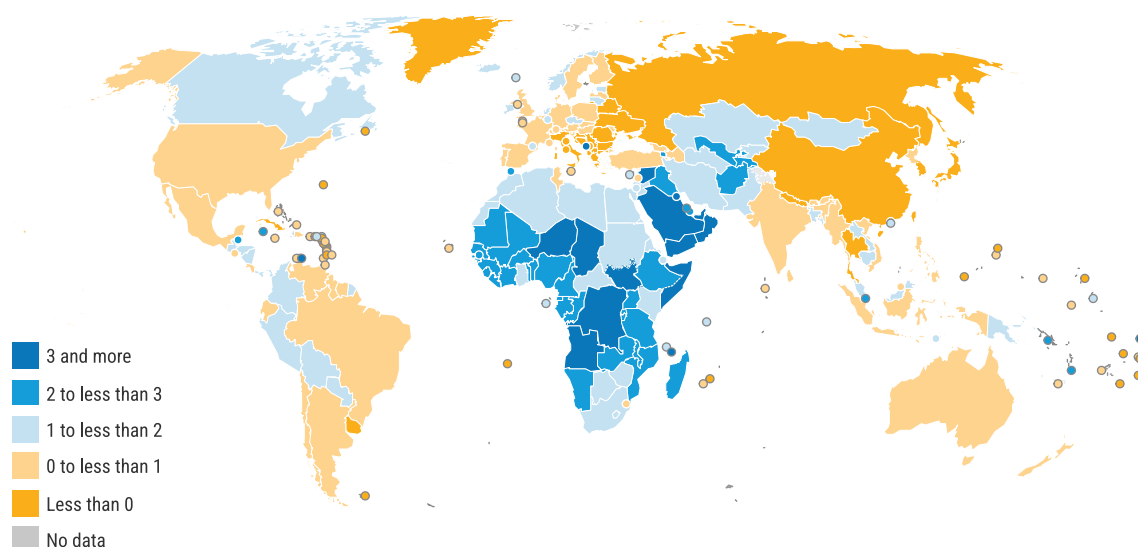 3 and more
2 to less than 3
1 to less than 2
0 to less than 1
Less than 0
No data